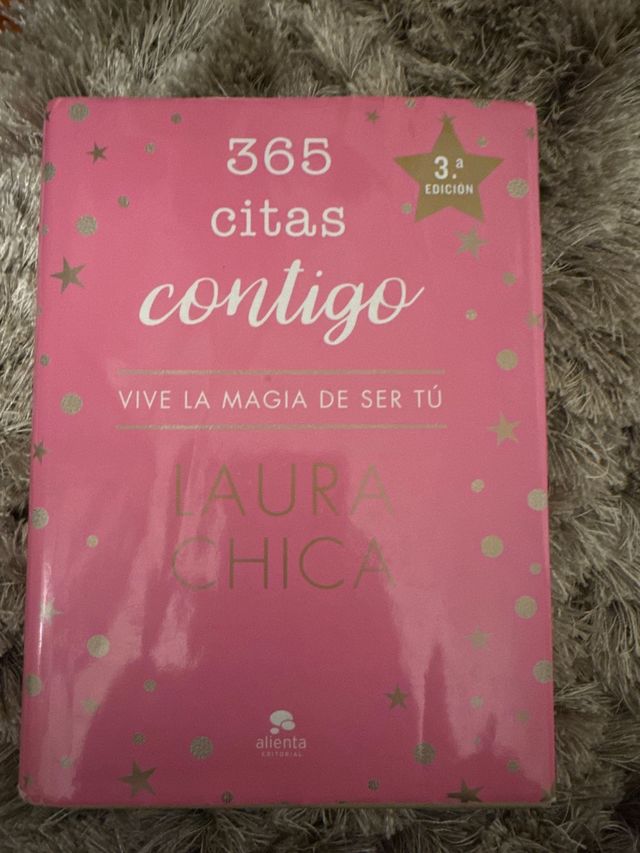 365
citas
contigo
3.ª
EDICIÓN
VIVE LA MAGIA DE SER TÚ
LAURA
CHICA
alienta
EDITORIAL